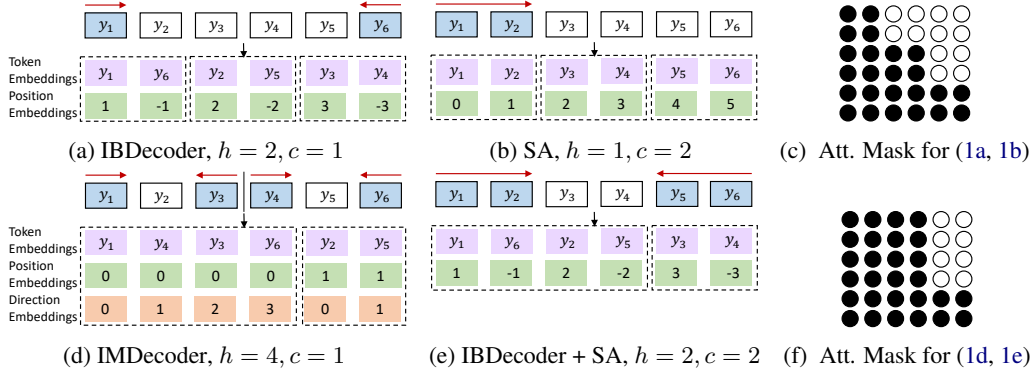 y₁ y₂ y₃ y₄ y₅ y₆
Token Embeddings
y₁ y₆ y₂ y₅ y₃ y₄
Position Embeddings
1 -1 2 -2 3 -3
(a) IBDecoder, h = 2, c = 1
y₁ y₂ y₃ y₄ y₅ y₆
y₁ y₂ y₃ y₄ y₅ y₆
0 1 2 3 4 5
(b) SA, h = 1, c = 2
(c) Att. Mask for (1a, 1b)
y₁ y₂ y₃ y₄ y₅ y₆
Token Embeddings
y₁ y₄ y₃ y₆ y₂ y₅
Position Embeddings
0 0 0 0 1 1
Direction Embeddings
0 1 2 3 0 1
(d) IMDecoder, h = 4, c = 1
y₁ y₂ y₃ y₄ y₅ y₆
y₁ y₆ y₂ y₅ y₃ y₄
1 -1 2 -2 3 -3
(e) IBDecoder + SA, h = 2, c = 2
(f) Att. Mask for (1d, 1e)